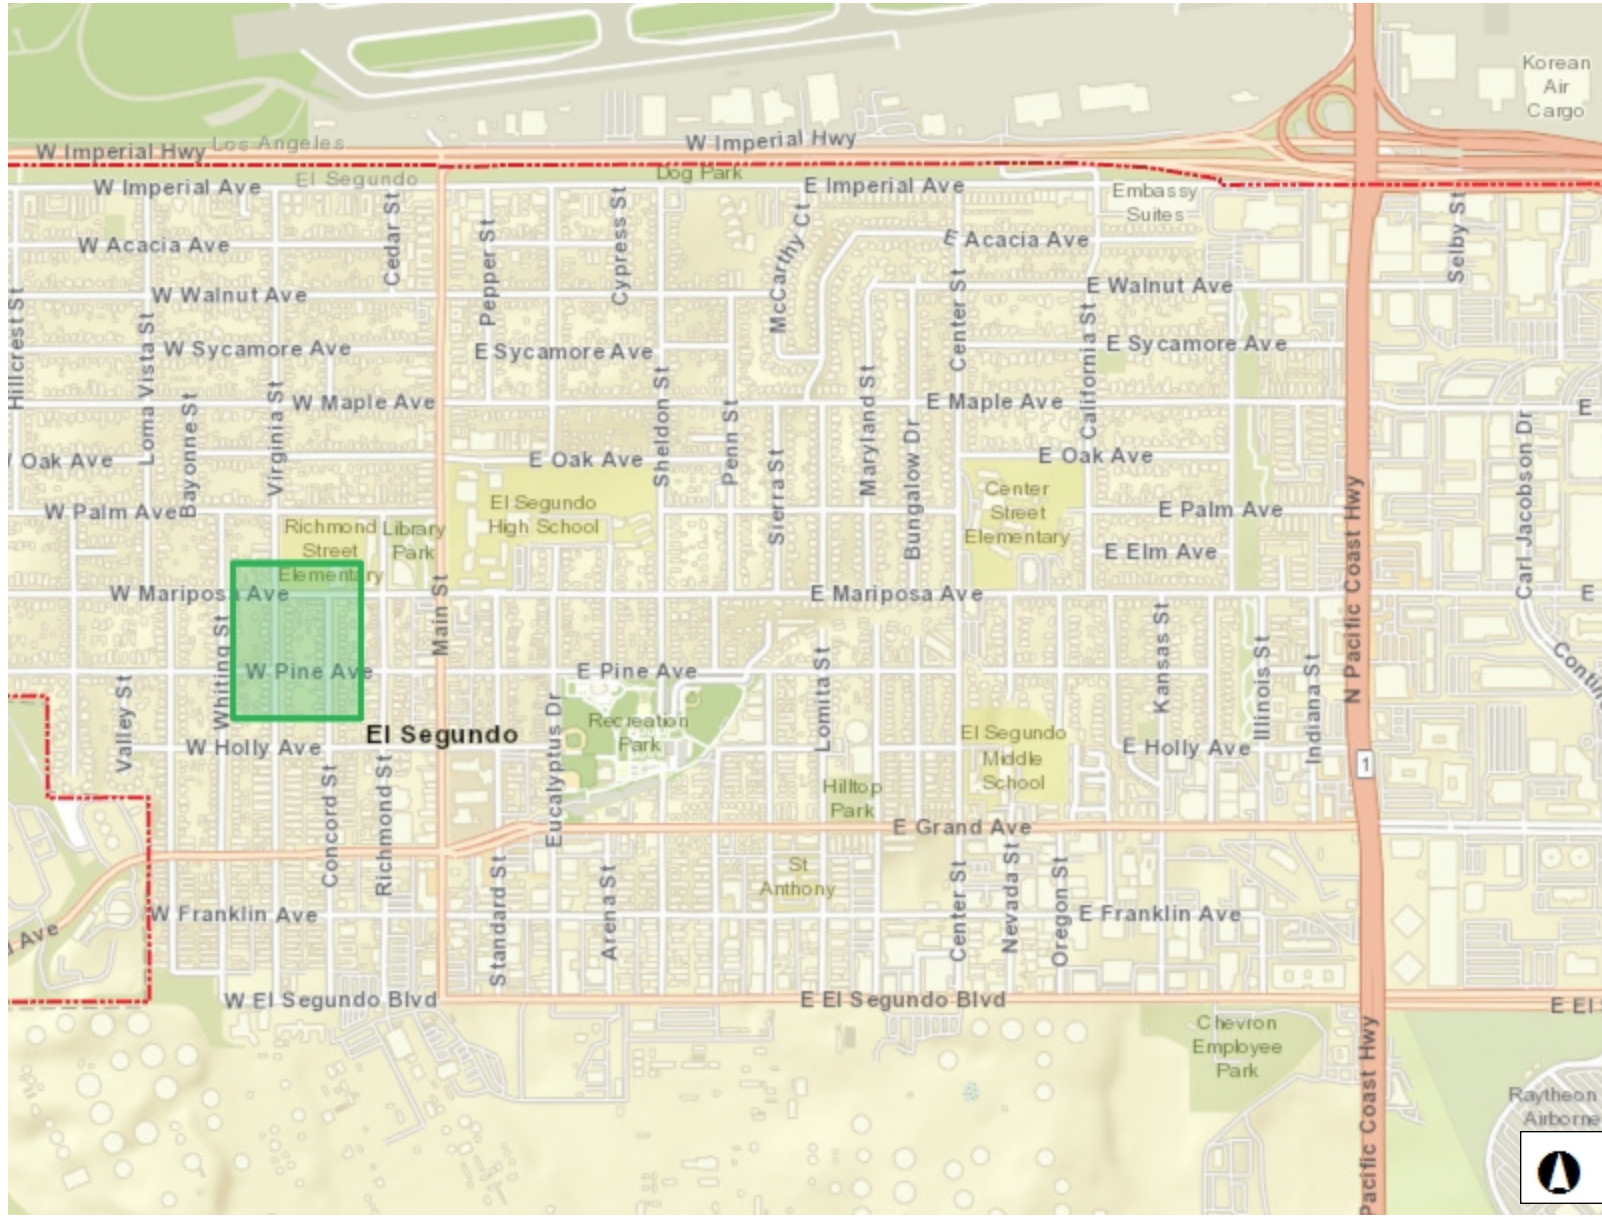 Korean
Air
Cargo
W Imperial Hwy
Los Angeles
W Imperial Hwy
W Imperial Ave
El Segundo
Dog Park
E Imperial Ave
Embassy
Suites
Cedar St
Pepper St
Cypress St
McCarthy Ct
Selby St
W Acacia Ave
E Acacia Ave
W Walnut Ave
E Walnut Ave
Hillcrest St
Loma Vista St
W Sycamore Ave
E Sycamore Ave
Center St
California St
E Sycamore Ave
Bayonne St
Virginia St
W Maple Ave
Sheldon St
Penn St
Sierra St
Maryland St
Bungalow Dr
E Maple Ave
E
Oak Ave
E Oak Ave
E Oak Ave
Carl Jacobson Dr
N Pacific Coast Hwy
W Palm Ave
El Segundo
High School
Center
Street
Elementary
E Palm Ave
Richmond
Street
Elementary
Library
Park
E Elm Ave
W Mariposa Ave
Main St
E Mariposa Ave
E
Whiting St
W Pine Ave
E Pine Ave
Lomita St
Kansas St
Illinois St
Indiana St
Valley St
El Segundo
Eucalyptus Dr
Recreation
Park
El Segundo
Middle
School
W Holly Ave
E Holly Ave
1
Concord St
Richmond St
Hilltop
Park
E Grand Ave
Standard St
Arena St
St
Anthony
Center St
Nevada St
Oregon St
Ave
W Franklin Ave
E Franklin Ave
W El Segundo Blvd
E El Segundo Blvd
E El
Chevron
Employee
Park
Pacific Coast Hwy
Raytheon
Airborne